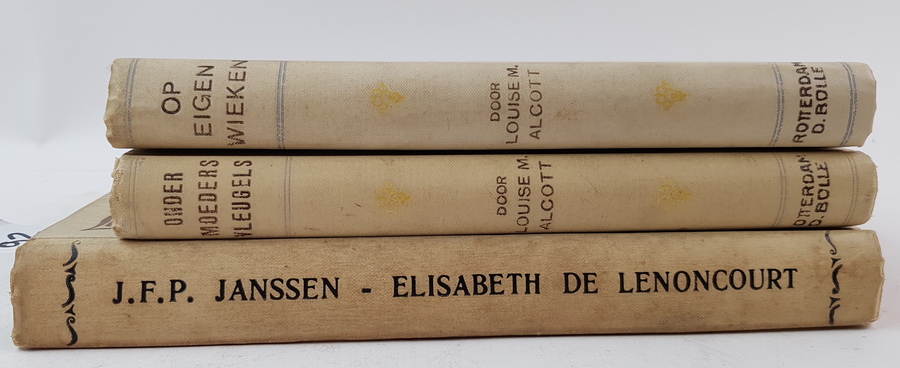 OP
EIGEN
WIEKEN
DOOR
LOUISE M.
ALCOTT
ROTTERDAM
D. BOLLE
ONDER
MOEDERS
VLEUGELS
DOOR
LOUISE M.
ALCOTT
ROTTERDAM
D. BOLLE
J.F.P. JANSSEN - ELISABETH DE LENONCOURT